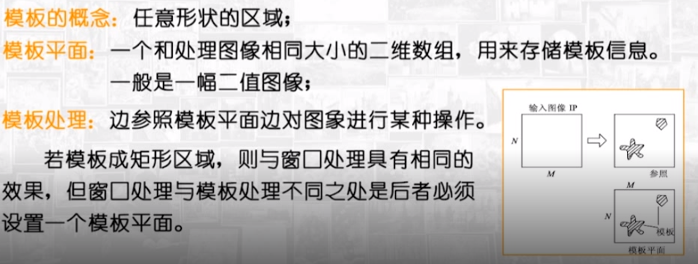 模板的概念：任意形状的区域；
模板平面：一个和处理图像相同大小的二维数组，用来存储模板信息。
一般是一幅二值图像；
模板处理：边参照模板平面边对图象进行某种操作。
若模板成矩形区域，则与窗口处理具有相同的
效果，但窗口处理与模板处理不同之处是后者必须
设置一个模板平面。
输入图像 IP
N
M
参照
M
N
模板
模板平面